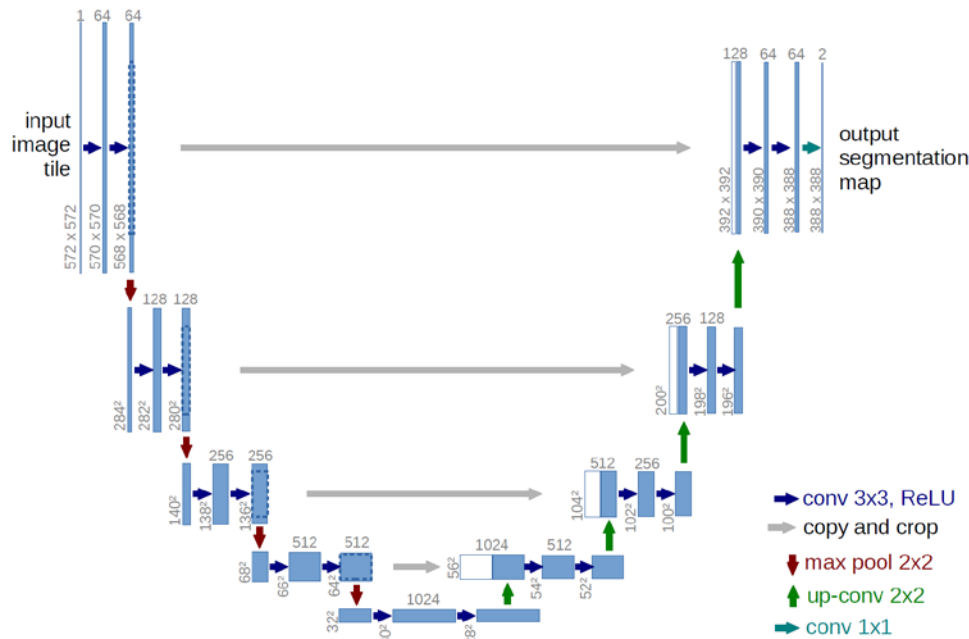 1 64 64
128 64 64 2
input
image
tile
output
segmentation
map
572 x 572
570 x 570
568 x 568
392 x 392
390 x 390
388 x 388
388 x 388
128 128
256 128
284²
282²
280²
200²
198²
196²
256 256
512 256
140²
138²
136²
104²
102²
100²
512 512
1024 512
68²
66²
64²
56²
54²
52²
1024
32²
conv 3x3, ReLU
copy and crop
max pool 2x2
up-conv 2x2
conv 1x1